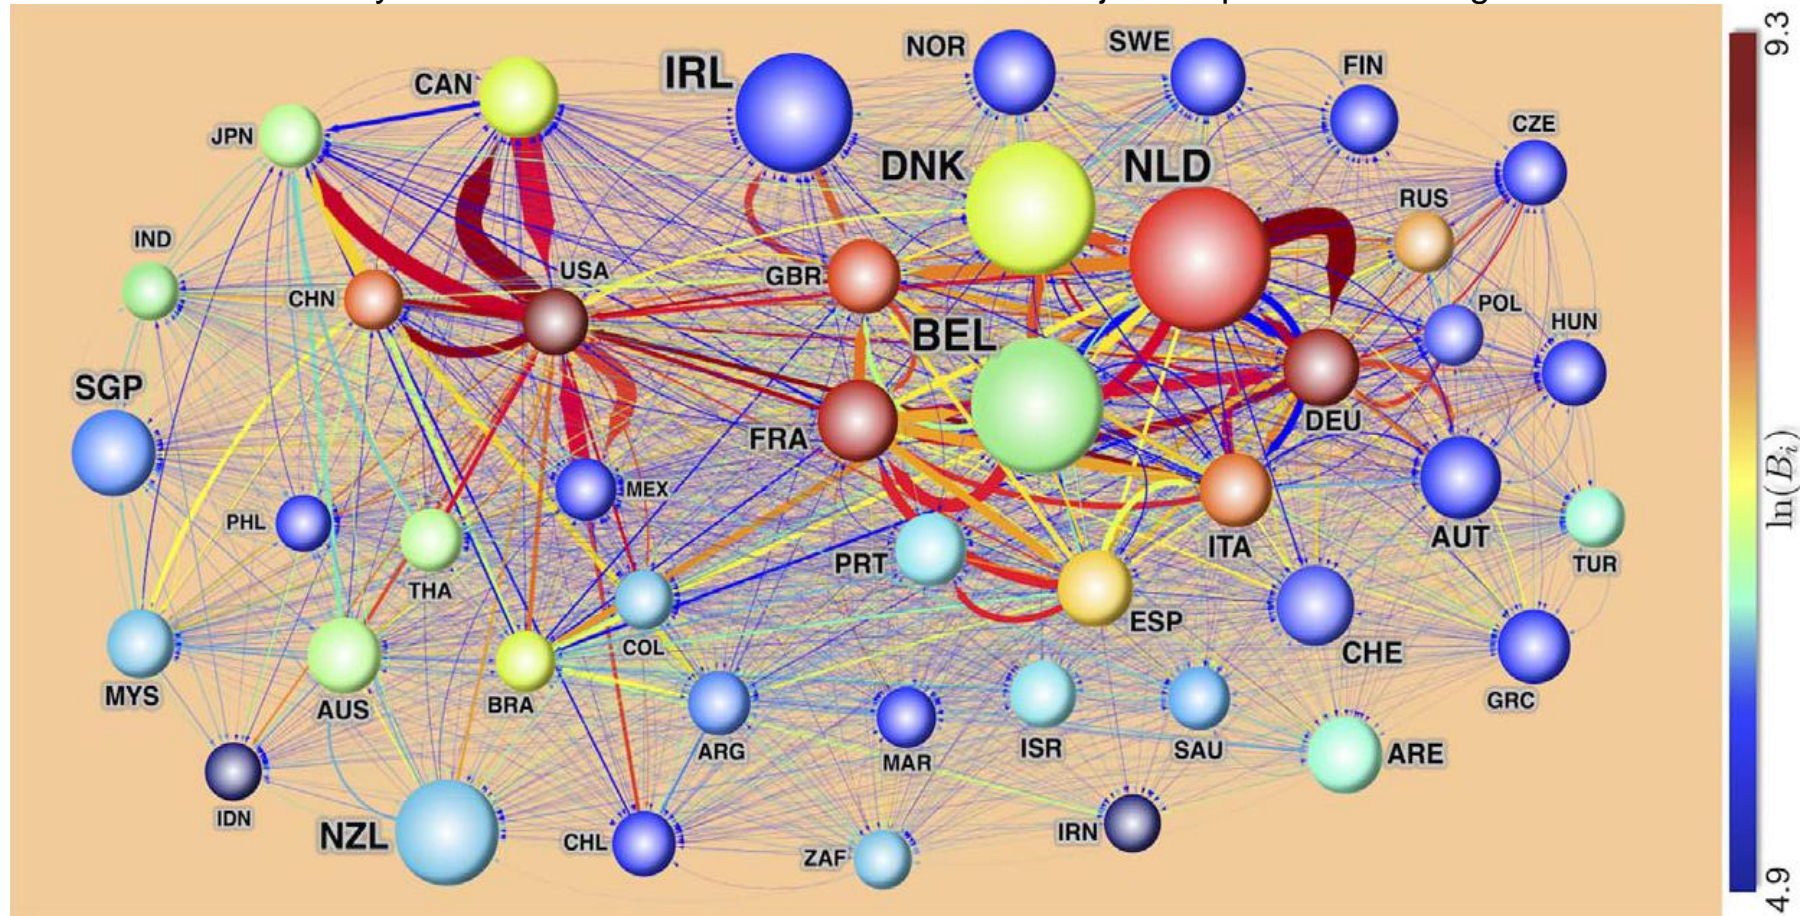 NOR
SWE
FIN
CAN
IRL
JPN
CZE
DNK
NLD
RUS
IND
USA
GBR
CHN
POL
HUN
BEL
SGP
DEU
FRA
MEX
PHL
ITA
AUT
PRT
TUR
THA
ESP
COL
CHE
MYS
AUS
BRA
GRC
ARG
MAR
ISR
SAU
ARE
IDN
NZL
CHL
ZAF
IRN
9.3
ln(B_i)
4.9